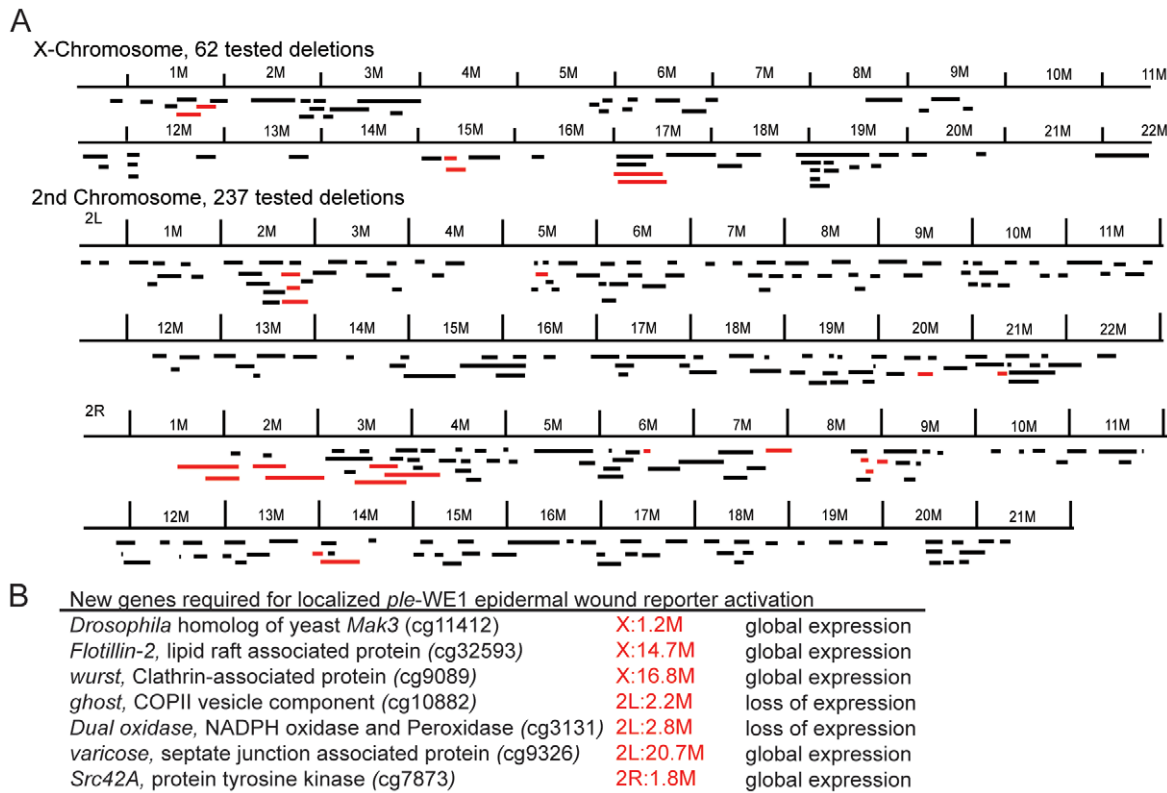 A
X-Chromosome, 62 tested deletions
1M 2M 3M 4M 5M 6M 7M 8M 9M 10M 11M
12M 13M 14M 15M 16M 17M 18M 19M 20M 21M 22M
2nd Chromosome, 237 tested deletions
2L
1M 2M 3M 4M 5M 6M 7M 8M 9M 10M 11M
12M 13M 14M 15M 16M 17M 18M 19M 20M 21M 22M
2R
1M 2M 3M 4M 5M 6M 7M 8M 9M 10M 11M
12M 13M 14M 15M 16M 17M 18M 19M 20M 21M
B
New genes required for localized ple-WE1 epidermal wound reporter activation
Drosophila homolog of yeast Mak3 (cg11412) X:1.2M global expression
Flotillin-2, lipid raft associated protein (cg32593) X:14.7M global expression
wurst, Clathrin-associated protein (cg9089) X:16.8M global expression
ghost, COPII vesicle component (cg10882) 2L:2.2M loss of expression
Dual oxidase, NADPH oxidase and Peroxidase (cg3131) 2L:2.8M loss of expression
varicose, septate junction associated protein (cg9326) 2L:20.7M global expression
Src42A, protein tyrosine kinase (cg7873) 2R:1.8M global expression